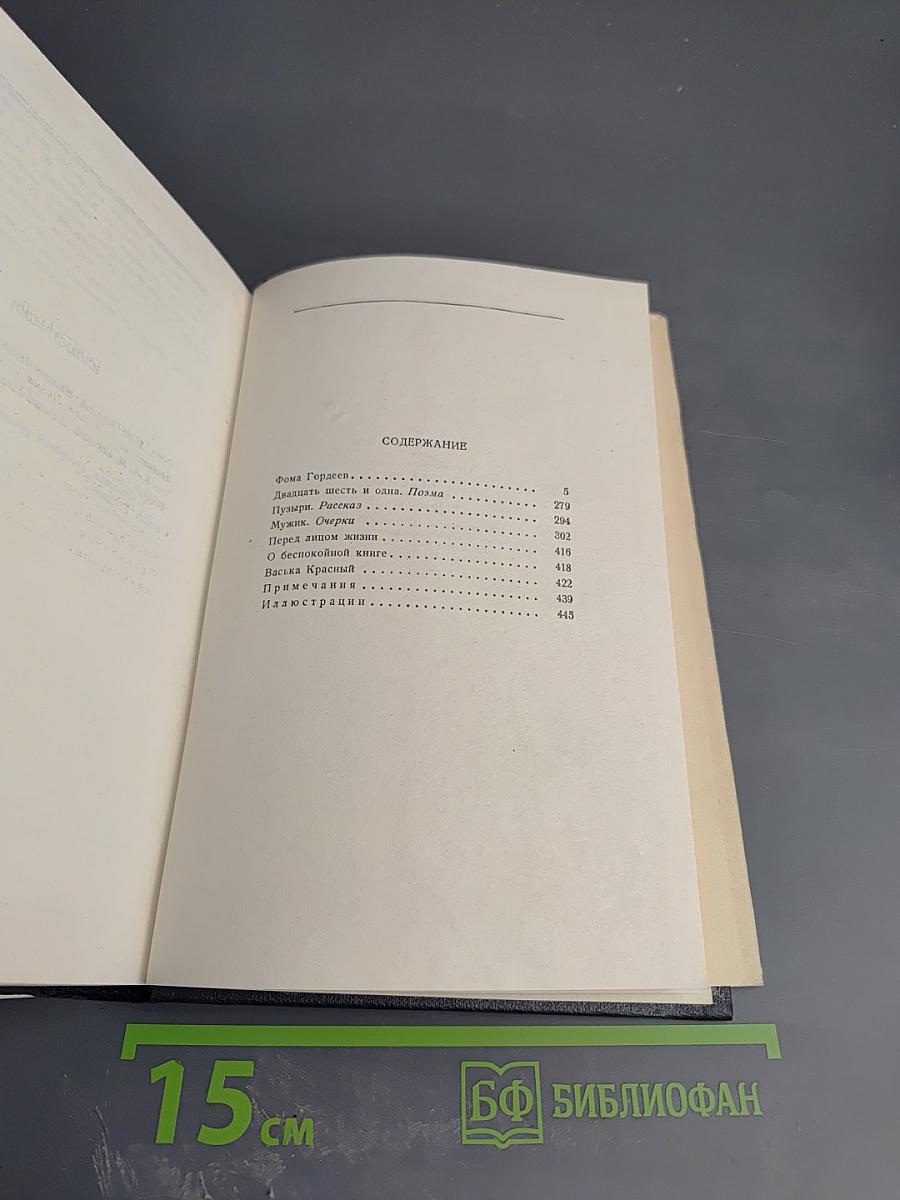 СОДЕРЖАНИЕ
Фома Гордеев . . . . . . . . . . . . . . . . . . . . . . 5
Двадцать шесть и одна. Поэма . . . . . . . . . . 279
Пузыри. Рассказ . . . . . . . . . . . . . . . . . . . . 294
Мужик. Очерки . . . . . . . . . . . . . . . . . . . . 302
Перед лицом жизни . . . . . . . . . . . . . . . . . . 416
О беспокойной книге . . . . . . . . . . . . . . . . . 418
Васька Красный . . . . . . . . . . . . . . . . . . . . 422
Примечания . . . . . . . . . . . . . . . . . . . . 439
Иллюстрации . . . . . . . . . . . . . . . . . . . 445
15 см
БФ БИБЛИОФАН